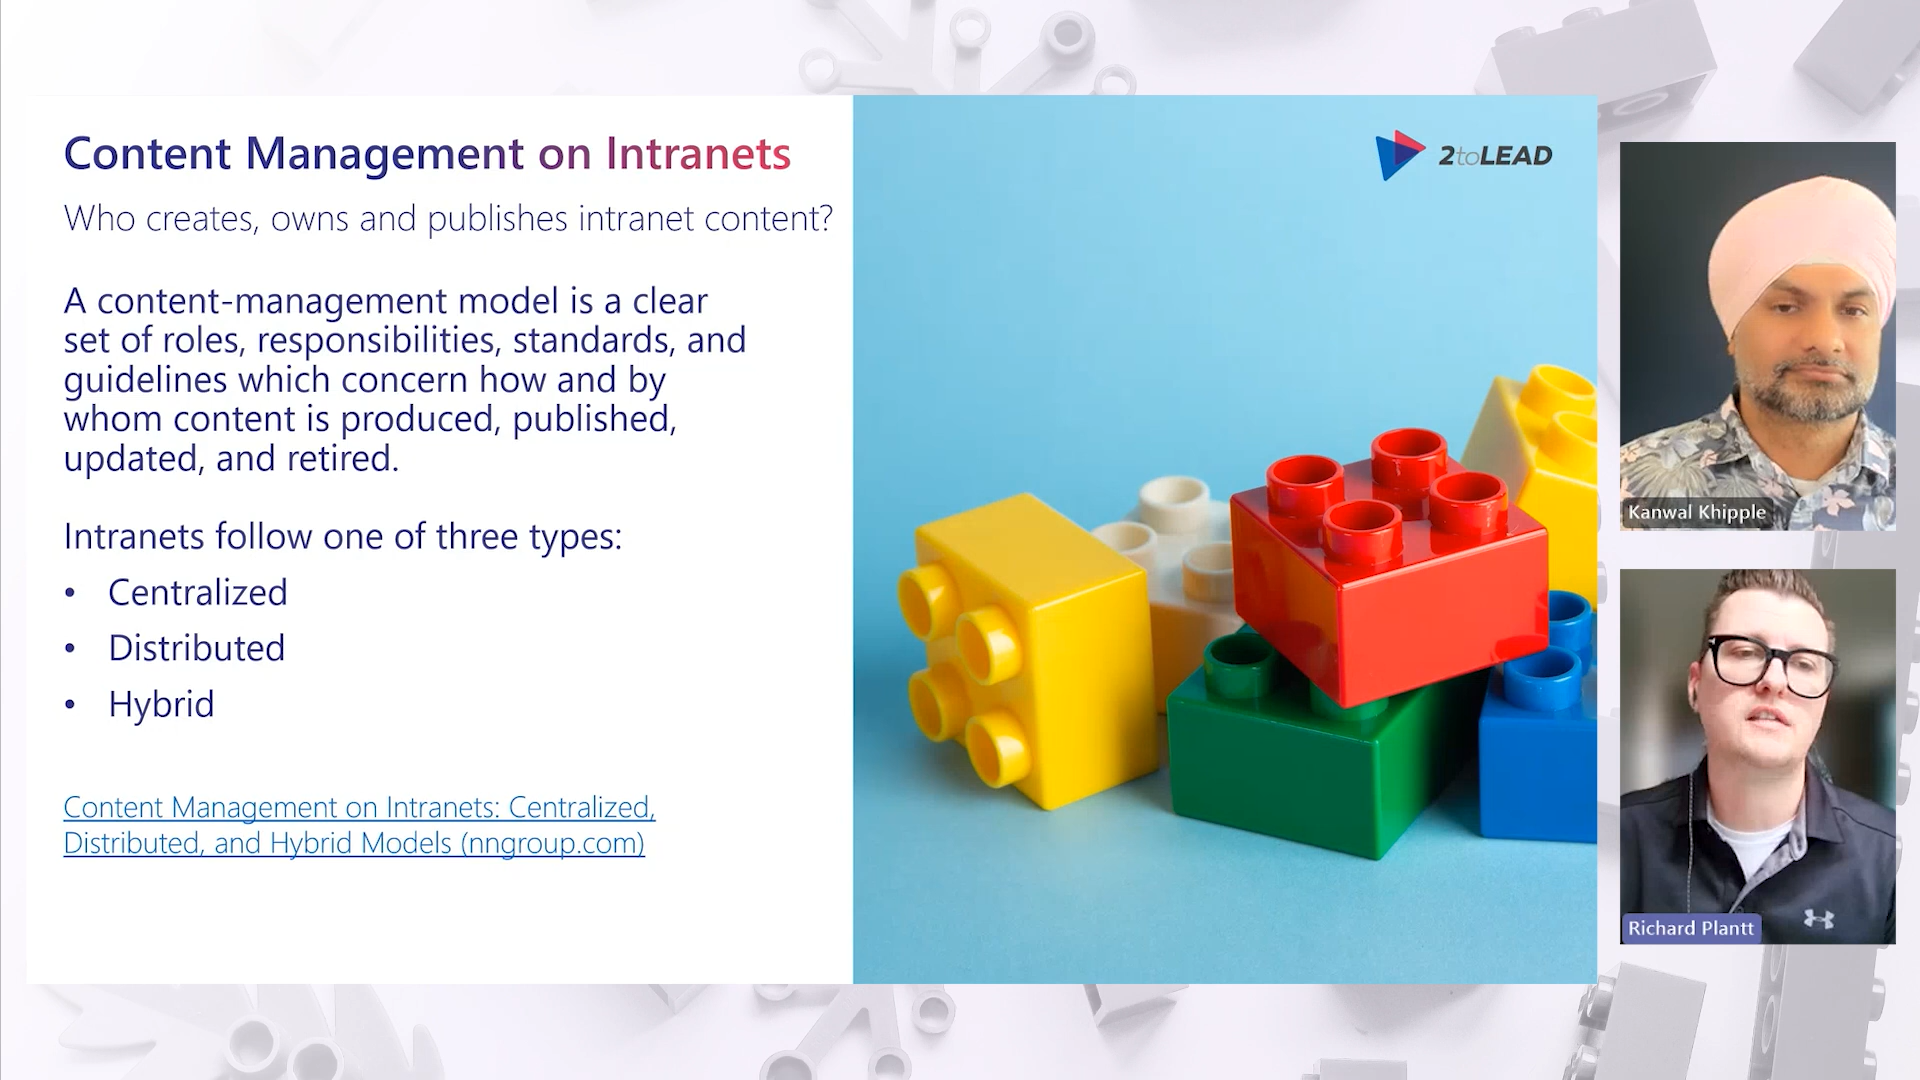 Content Management on Intranets
Who creates, owns and publishes intranet content?
A content-management model is a clear
set of roles, responsibilities, standards, and
guidelines which concern how and by
whom content is produced, published,
updated, and retired.
Intranets follow one of three types:
• Centralized
• Distributed
• Hybrid
Content Management on Intranets: Centralized,
Distributed, and Hybrid Models (nngroup.com)
2toLEAD
Kanwal Khipple
Richard Plantt